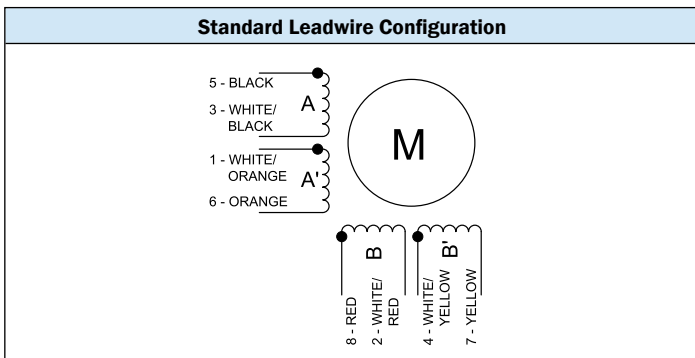 Standard Leadwire Configuration
5 - BLACK
3 - WHITE/
BLACK
A
1 - WHITE/
ORANGE
A'
6 - ORANGE
M
B
B'
8 - RED
2 - WHITE/
RED
4 - WHITE/
YELLOW
7 - YELLOW